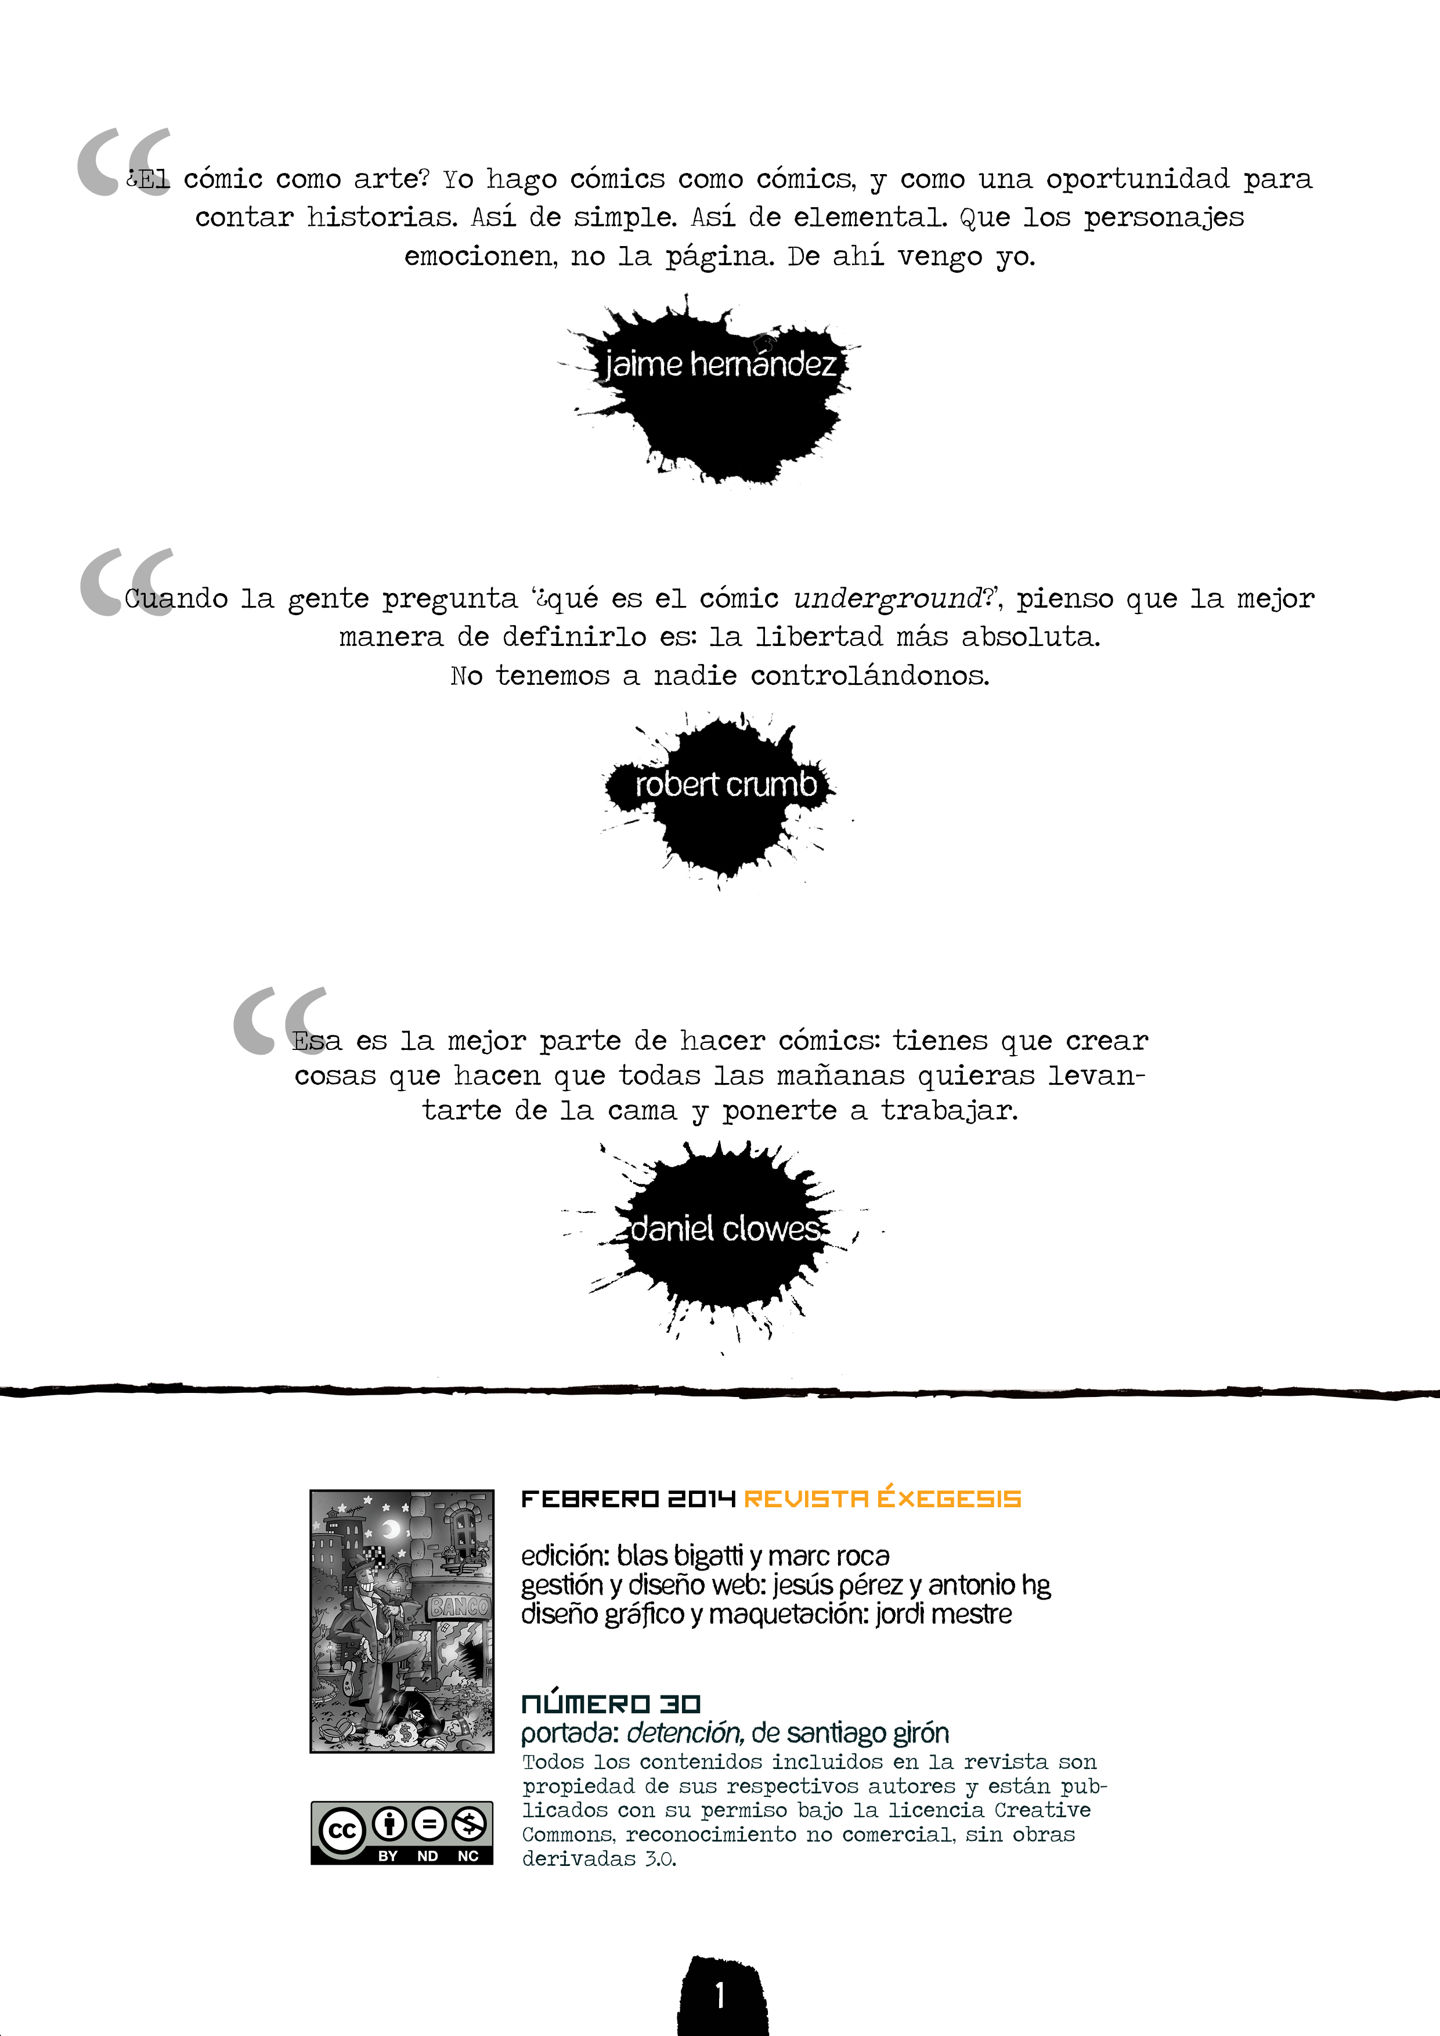 “
¿El cómic como arte? Yo hago cómics como cómics, y como una oportunidad para
contar historias. Así de simple. Así de elemental. Que los personajes
emocionen, no la página. De ahí vengo yo.
jaime hernández
“
Cuando la gente pregunta ‘¿qué es el cómic underground?’, pienso que la mejor
manera de definirlo es: la libertad más absoluta.
No tenemos a nadie controlándonos.
robert crumb
“
Esa es la mejor parte de hacer cómics: tienes que crear
cosas que hacen que todas las mañanas quieras levan-
tarte de la cama y ponerte a trabajar.
daniel clowes
FEBRERO 2014 REVISTA ÉXEGESIS
edición: blas bigatti y marc roca
gestión y diseño web: jesús pérez y antonio hg
diseño gráfico y maquetación: jordi mestre
BANCO
NÚMERO 30
portada: detención, de santiago girón
Todos los contenidos incluidos en la revista son
propiedad de sus respectivos autores y están pub-
licados con su permiso bajo la licencia Creative
Commons, reconocimiento no comercial, sin obras
derivadas 3.0.
cc
BY ND NC
1